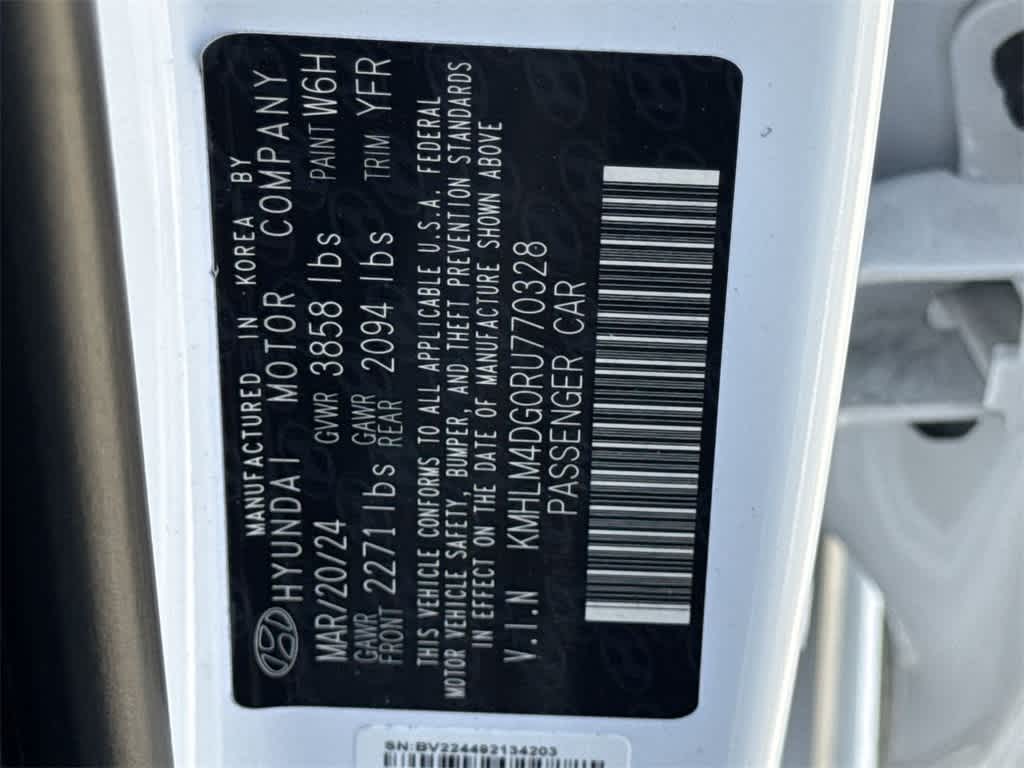 MANUFACTURED IN KOREA BY
HYUNDAI MOTOR COMPANY
MAR/20/24 GVWR 3858 lbs PAINT W6H
GAWR FRONT 2271 lbs GAWR REAR 2094 lbs TRIM YFR
THIS VEHICLE CONFORMS TO ALL APPLICABLE U.S.A. FEDERAL
MOTOR VEHICLE SAFETY, BUMPER, AND THEFT PREVENTION STANDARDS
IN EFFECT ON THE DATE OF MANUFACTURE SHOWN ABOVE
V.I.N KMHLM4DG0RU770328
PASSENGER CAR
SN:BV224492134203